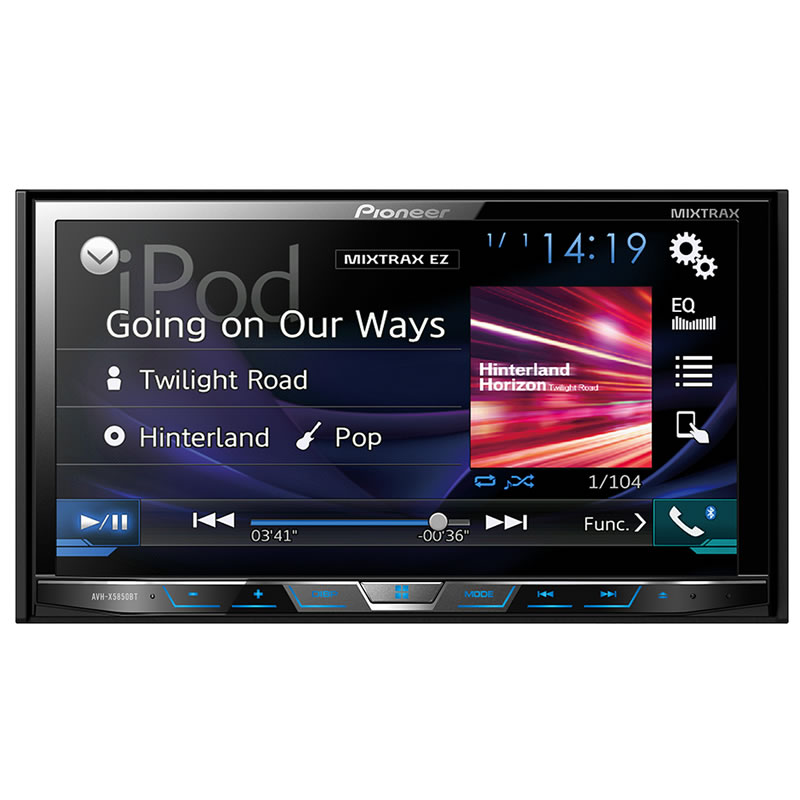 Pioneer
MIXTRAX
iPod
MIXTRAX EZ
1/ 1 14:19
Going on Our Ways
EQ
Twilight Road
Hinterland
Horizon Twilight Road
Hinterland Pop
1/104
03'41"
-00'36"
Func.
AVH-X5850BT
MODE